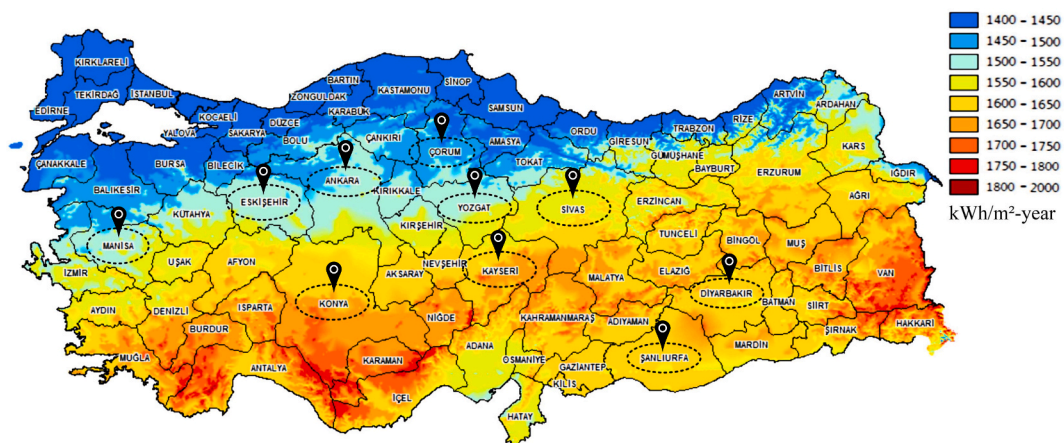 1400 - 1450
1450 - 1500
1500 - 1550
1550 - 1600
1600 - 1650
1650 - 1700
1700 - 1750
1750 - 1800
1800 - 2000
kWh/m²-year
KIRKLARELİ
EDİRNE
TEKİRDAĞ
İSTANBUL
KOCAELİ
YALOVA
SAKARYA
DÜZCE
BOLU
ZONGULDAK
BARTIN
KARABÜK
KASTAMONU
SİNOP
ÇANKIRI
SAMSUN
ÇORUM
AMASYA
TOKAT
ORDU
GİRESUN
TRABZON
RİZE
ARTVİN
ARDAHAN
KARS
GÜMÜŞHANE
BAYBURT
ERZURUM
IĞDIR
AĞRI
ÇANAKKALE
BALIKESİR
BURSA
BİLECİK
ESKİŞEHİR
ANKARA
KIRIKKALE
YOZGAT
SİVAS
ERZİNCAN
KÜTAHYA
MANİSA
UŞAK
AFYON
KIRŞEHİR
NEVŞEHİR
AKSARAY
KAYSERİ
MALATYA
TUNCELİ
BİNGÖL
MUŞ
ELAZIĞ
BİTLİS
VAN
İZMİR
AYDIN
DENİZLİ
ISPARTA
BURDUR
KONYA
NİĞDE
KAHRAMANMARAŞ
ADIYAMAN
DİYARBAKIR
BATMAN
SİİRT
ŞIRNAK
HAKKARİ
MUĞLA
ANTALYA
KARAMAN
İÇEL
ADANA
OSMANİYE
GAZİANTEP
KİLİS
ŞANLIURFA
MARDİN
HATAY